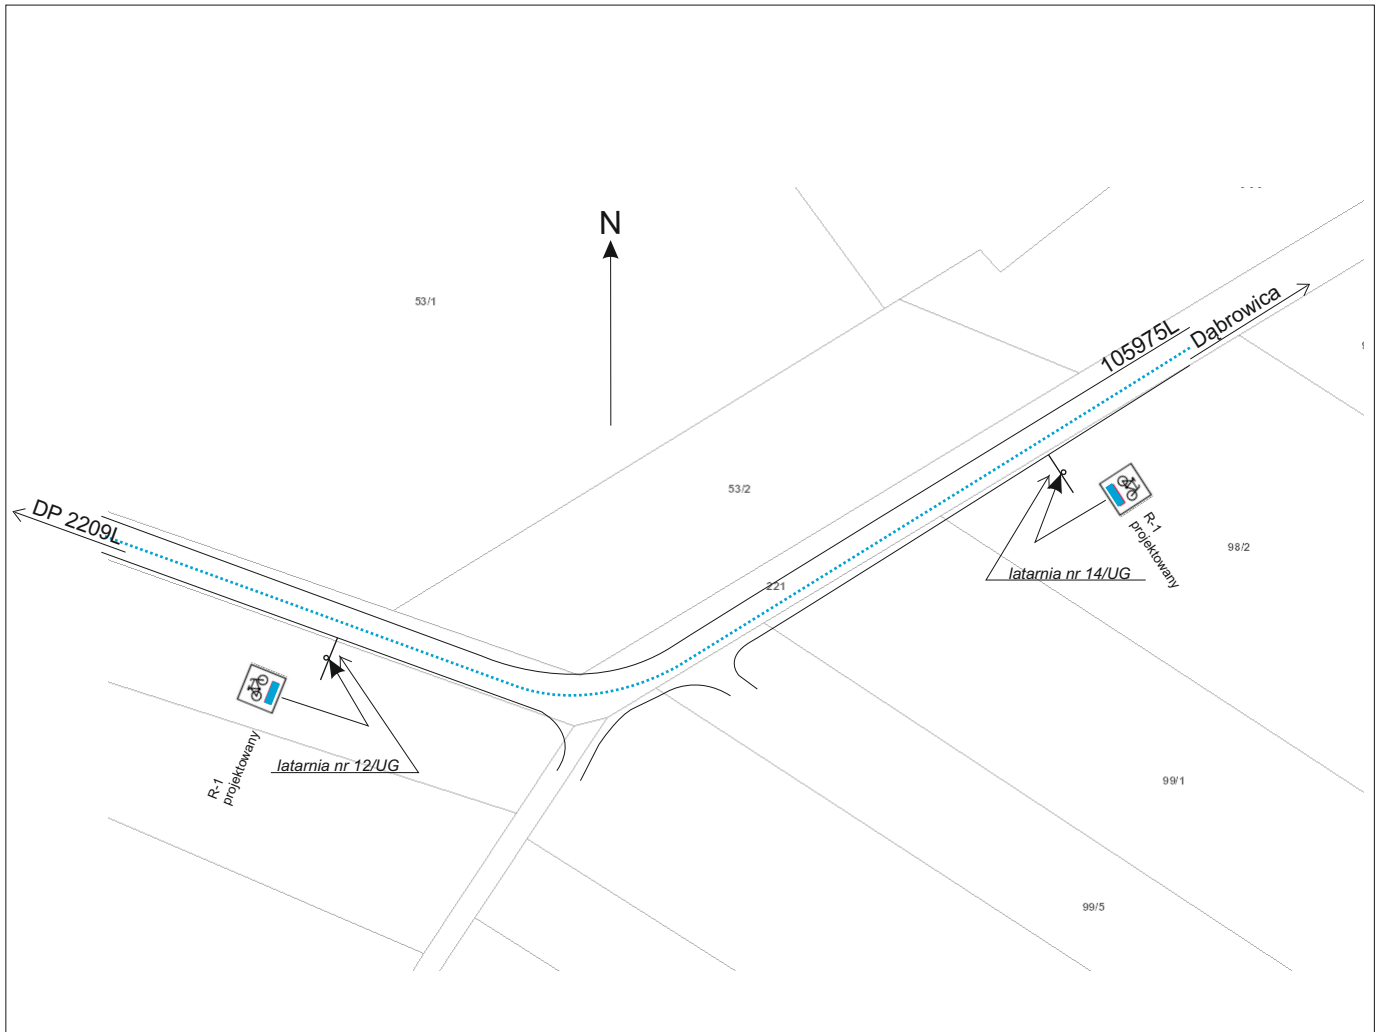 N
53/1
105975L
Dąbrowica
DP 2209L
53/2
R-1
projektowany
98/2
latarnia nr 14/UG
221
latarnia nr 12/UG
R-1
projektowany
99/1
99/5